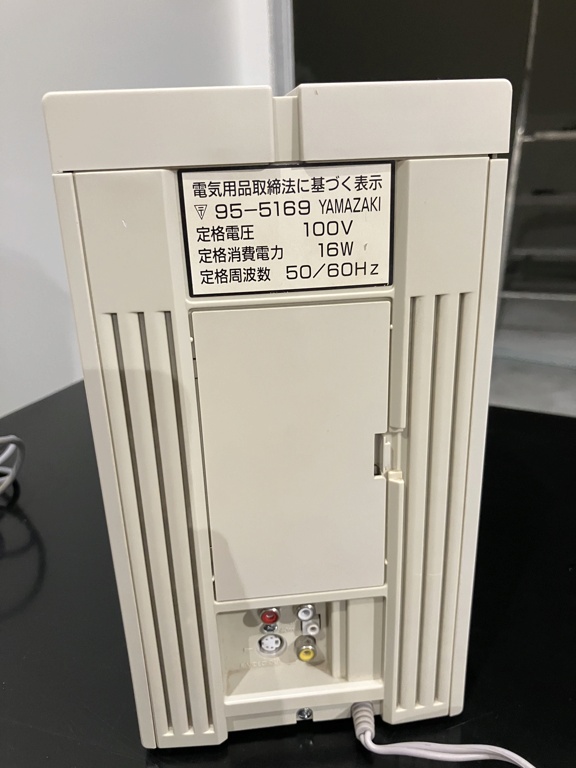 電気用品取締法に基づく表示
95-5169 YAMAZAKI
定格電圧 100V
定格消費電力 16W
定格周波数 50/60Hz